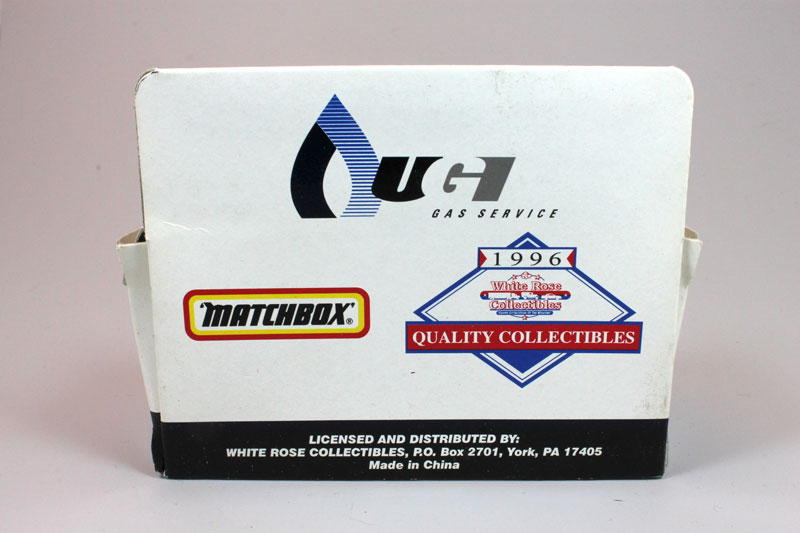 UGI
GAS SERVICE
1996
White Rose
Collectibles
QUALITY COLLECTIBLES
MATCHBOX®
LICENSED AND DISTRIBUTED BY:
WHITE ROSE COLLECTIBLES, P.O. Box 2701, York, PA 17405
Made in China